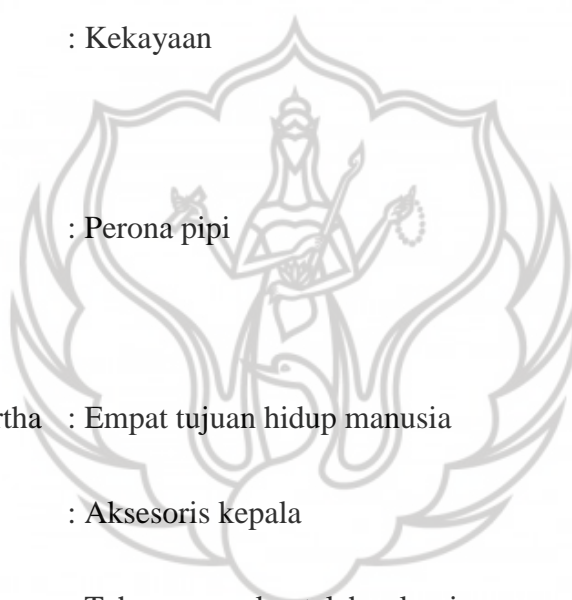 : Kekayaan
: Perona pipi
rtha : Empat tujuan hidup manusia
: Aksesoris kepala